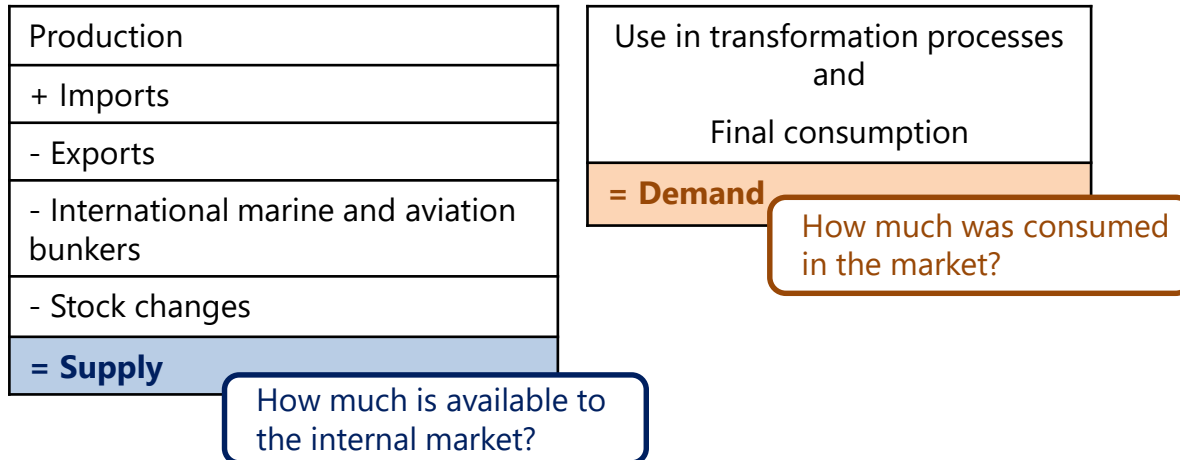 Production
+ Imports
- Exports
- International marine and aviation
bunkers
- Stock changes
= Supply
How much is available to
the internal market?
Use in transformation processes
and
Final consumption
= Demand
How much was consumed
in the market?